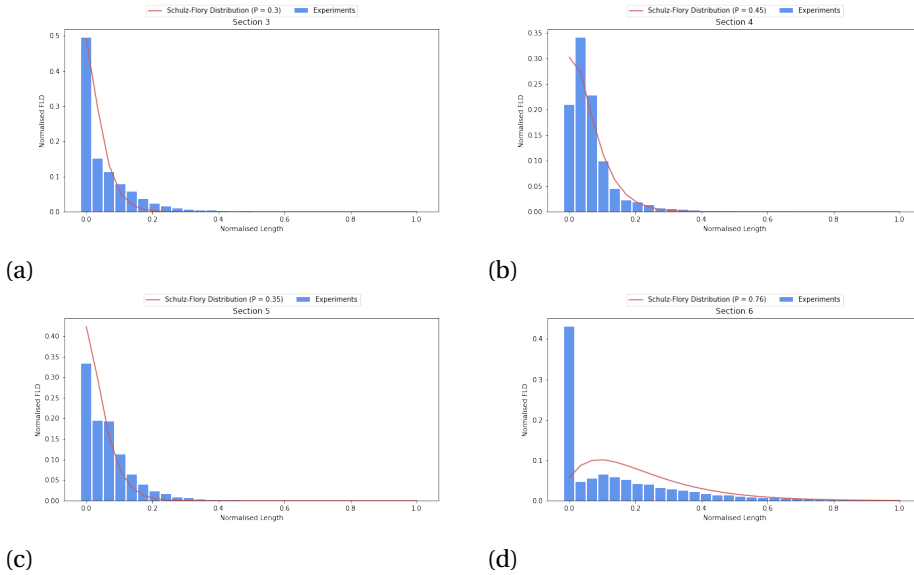 Schulz-Flory Distribution (P = 0.3)
Experiments
Section 3
Normalised FLD
0.5
0.4
0.3
0.2
0.1
0.0
0.0 0.2 0.4 0.6 0.8 1.0
Normalised Length
(a)
Schulz-Flory Distribution (P = 0.45)
Experiments
Section 4
Normalised FLD
0.35
0.30
0.25
0.20
0.15
0.10
0.05
0.00
0.0 0.2 0.4 0.6 0.8 1.0
Normalised Length
(b)
Schulz-Flory Distribution (P = 0.35)
Experiments
Section 5
Normalised FLD
0.40
0.35
0.30
0.25
0.20
0.15
0.10
0.05
0.00
0.0 0.2 0.4 0.6 0.8 1.0
Normalised Length
(c)
Schulz-Flory Distribution (P = 0.76)
Experiments
Section 6
Normalised FLD
0.4
0.3
0.2
0.1
0.0
0.0 0.2 0.4 0.6 0.8 1.0
Normalised Length
(d)